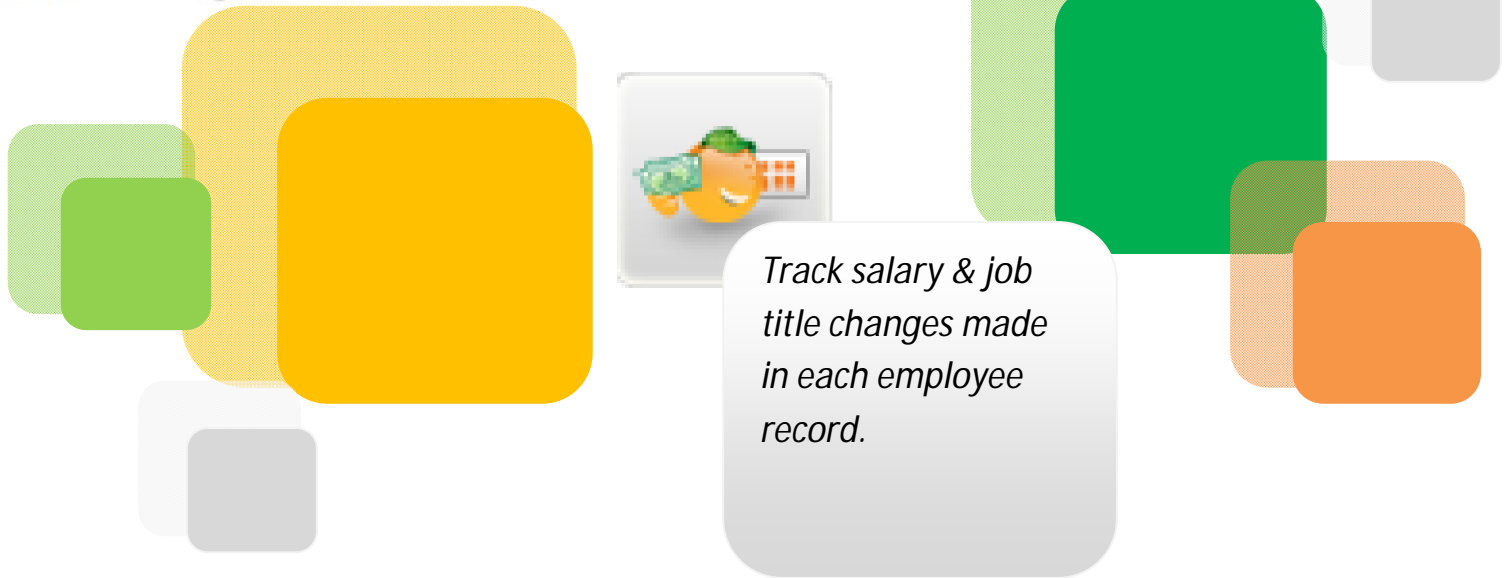 Track salary & job
title changes made
in each employee
record.